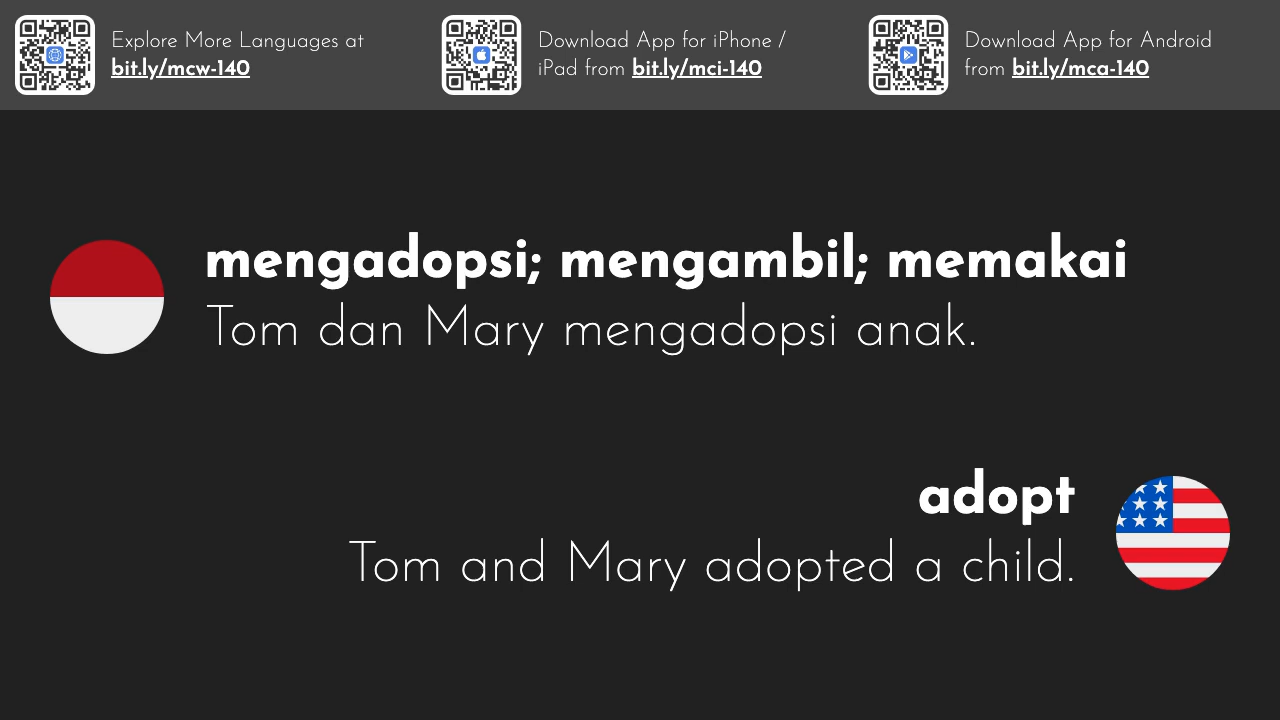 Explore More Languages at
bit.ly/mcw-140
Download App for iPhone /
iPad from bit.ly/mci-140
Download App for Android
from bit.ly/mca-140
mengadopsi; mengambil; memakai
Tom dan Mary mengadopsi anak.
adopt
Tom and Mary adopted a child.